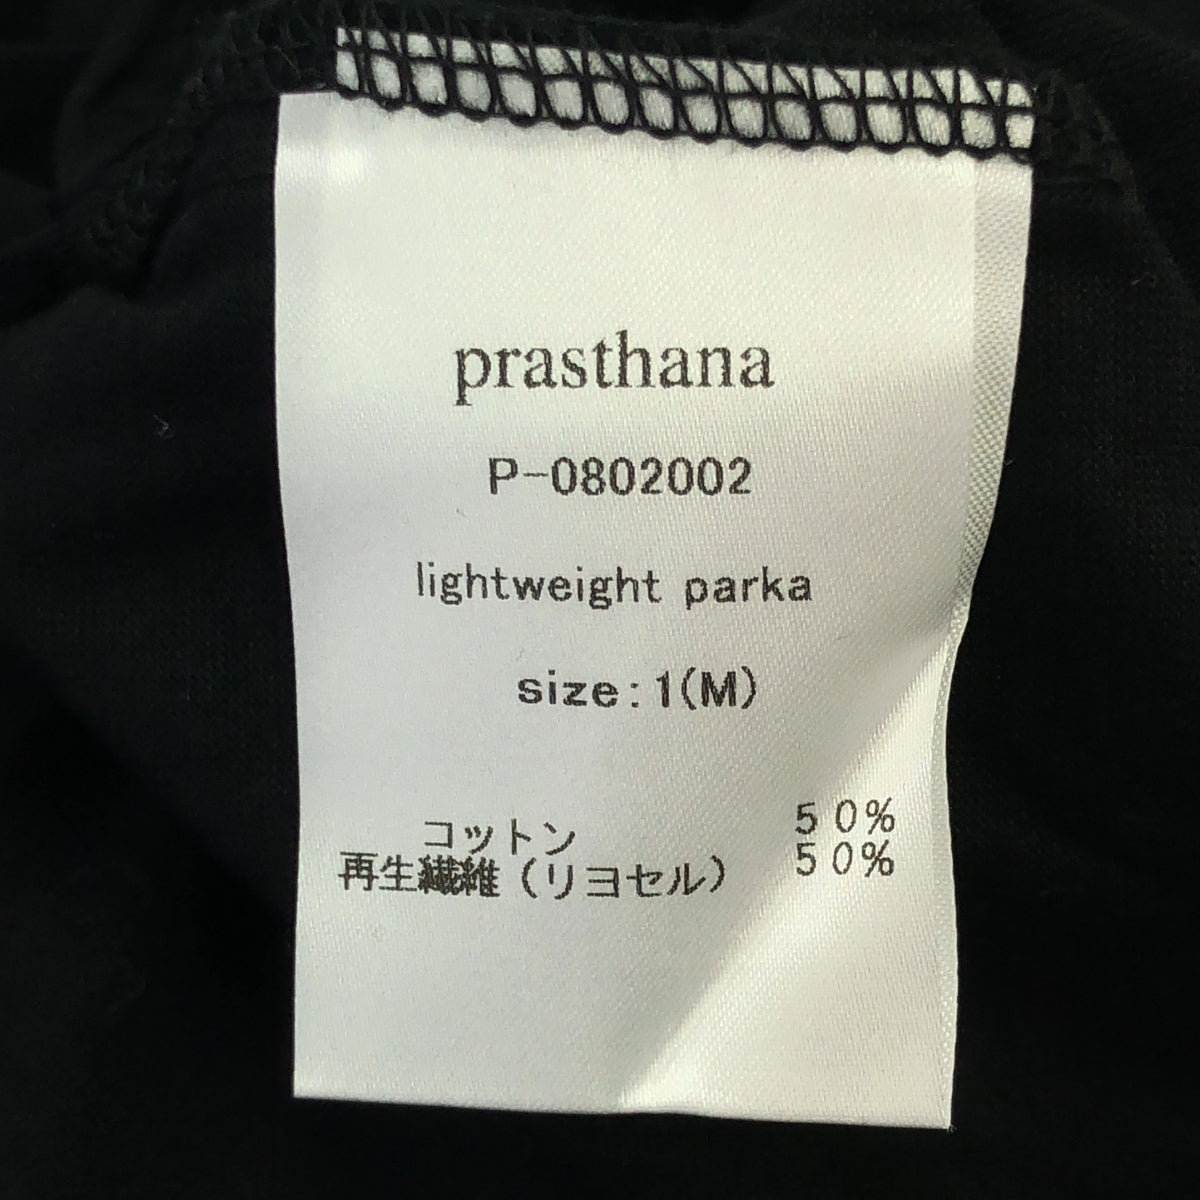 prasthana
P-0802002
lightweight parka
size:1(M)
コットン 50%
再生繊維(リヨセル) 50%